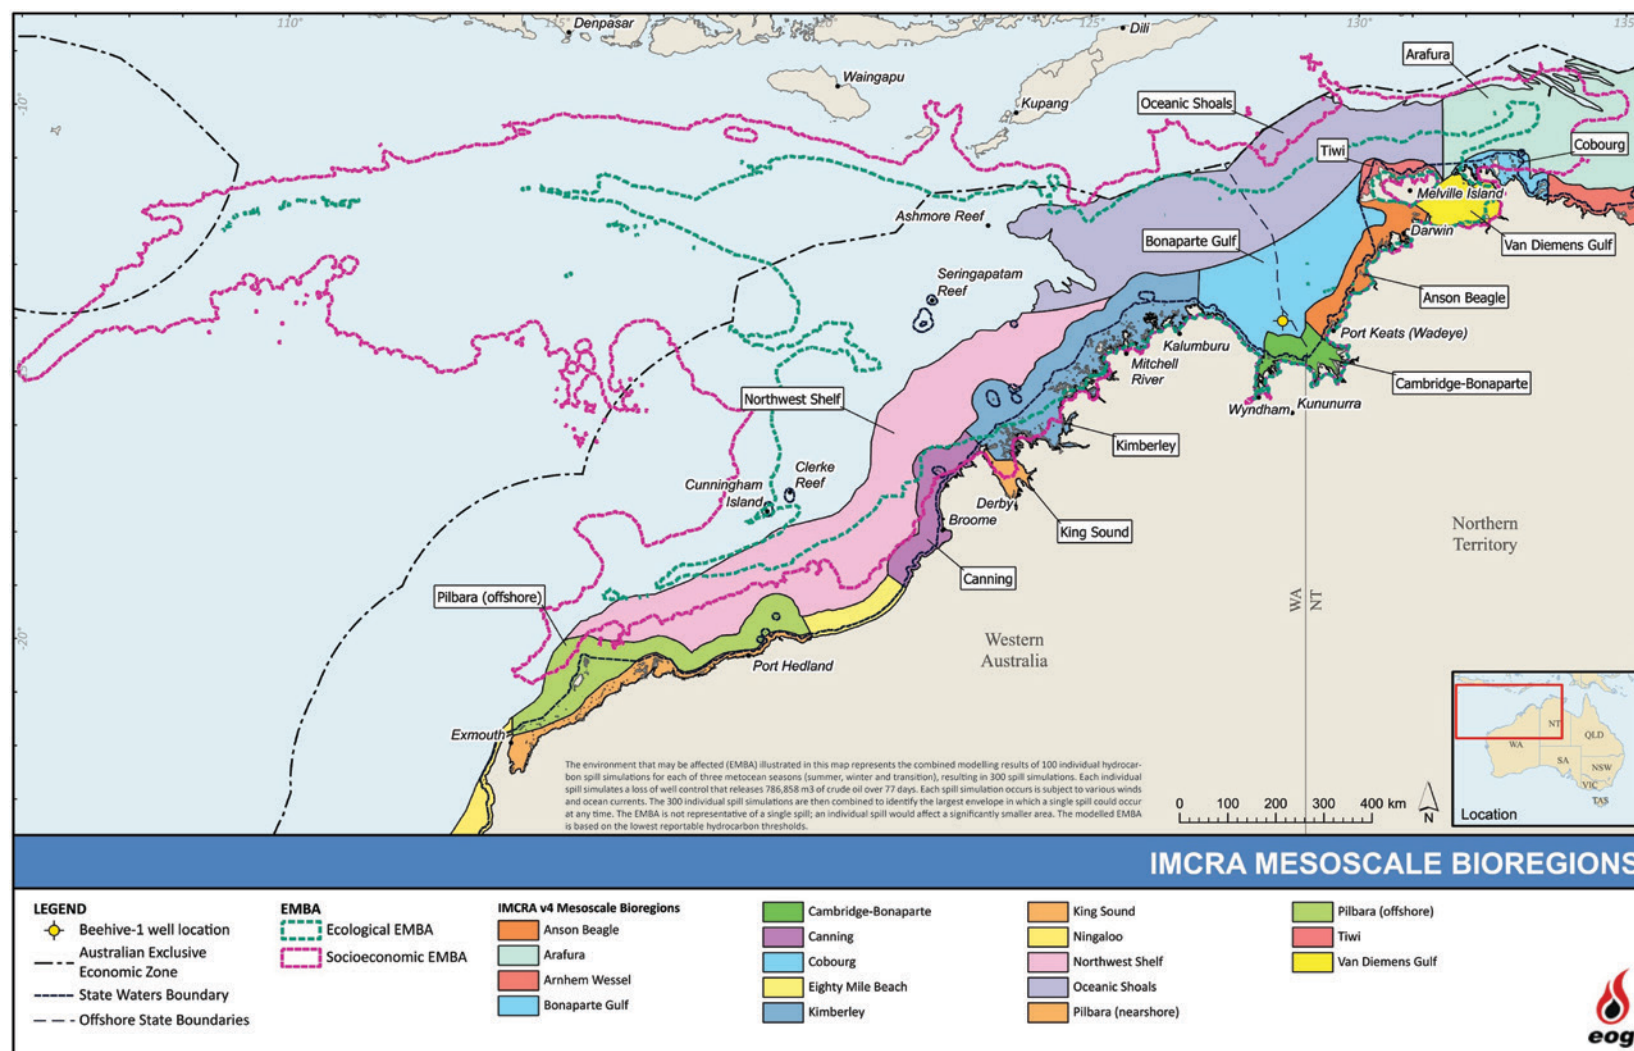 110°
115°
120°
125°
130°
135
-10°
-20°
Denpasar
Dili
Waingapu
Kupang
Arafura
Oceanic Shoals
Tiwi
Cobourg
Melville Island
Ashmore Reef
Bonaparte Gulf
Darwin
Van Diemens Gulf
Seringapatam
Reef
Anson Beagle
Port Keats (Wadeye)
Kalumburu
Mitchell
River
Cambridge-Bonaparte
Northwest Shelf
Wyndham
Kununurra
Kimberley
Clerke
Reef
Cunningham
Island
Derby
Broome
King Sound
Northern
Territory
Canning
Pilbara (offshore)
WA
NT
Western
Australia
Port Hedland
Exmouth
The environment that may be affected (EMBA) illustrated in this map represents the combined modelling results of 100 individual hydrocar-
bon spill simulations for each of three metocean seasons (summer, winter and transition), resulting in 300 spill simulations. Each individual
spill simulates a loss of well control that releases 786,858 m3 of crude oil over 77 days. Each spill simulation occurs is subject to various winds
and ocean currents. The 300 individual spill simulations are then combined to identify the largest envelope in which a single spill could occur
at any time. The EMBA is not representative of a single spill; an individual spill would affect a significantly smaller area. The modelled EMBA
is based on the lowest reportable hydrocarbon thresholds.
0 100 200 300 400 km
N
NT
QLD
WA
SA
NSW
VIC
TAS
Location
IMCRA MESOSCALE BIOREGIONS
LEGEND
Beehive-1 well location
Australian Exclusive
Economic Zone
State Waters Boundary
Offshore State Boundaries
EMBA
Ecological EMBA
Socioeconomic EMBA
IMCRA v4 Mesoscale Bioregions
Anson Beagle
Arafura
Arnhem Wessel
Bonaparte Gulf
Cambridge-Bonaparte
Canning
Cobourg
Eighty Mile Beach
Kimberley
King Sound
Ningaloo
Northwest Shelf
Oceanic Shoals
Pilbara (nearshore)
Pilbara (offshore)
Tiwi
Van Diemens Gulf
eog